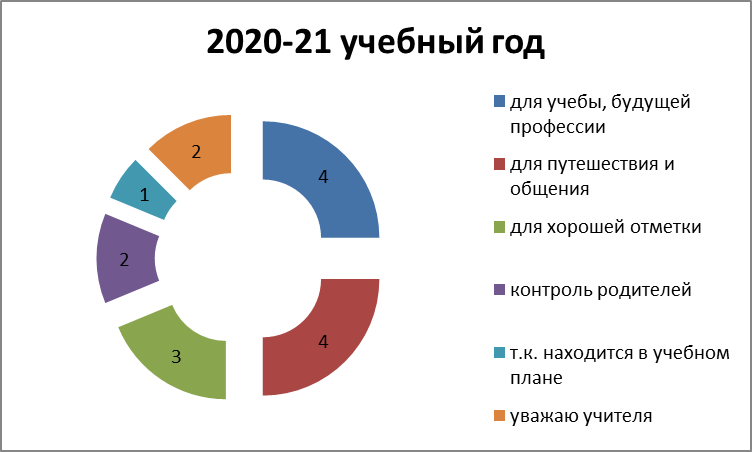 2020-21 учебный год
4
4
3
2
1
2
для учебы, будущей
профессии
для путешествия и
общения
для хорошей отметки
контроль родителей
т.к. находится в учебном
плане
уважаю учителя